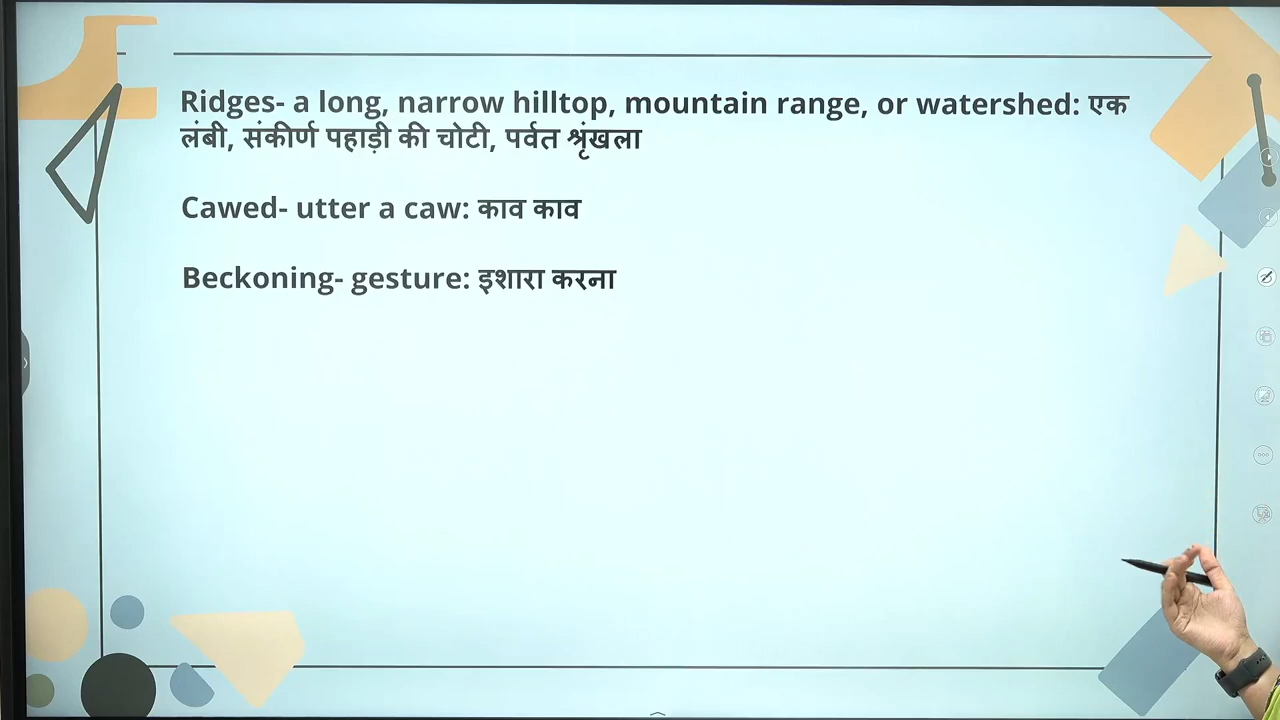 Ridges- a long, narrow hilltop, mountain range, or watershed: एक
लंबी, संकीर्ण पहाड़ी की चोटी, पर्वत श्रृंखला
Cawed- utter a caw: काव काव
Beckoning- gesture: इशारा करना